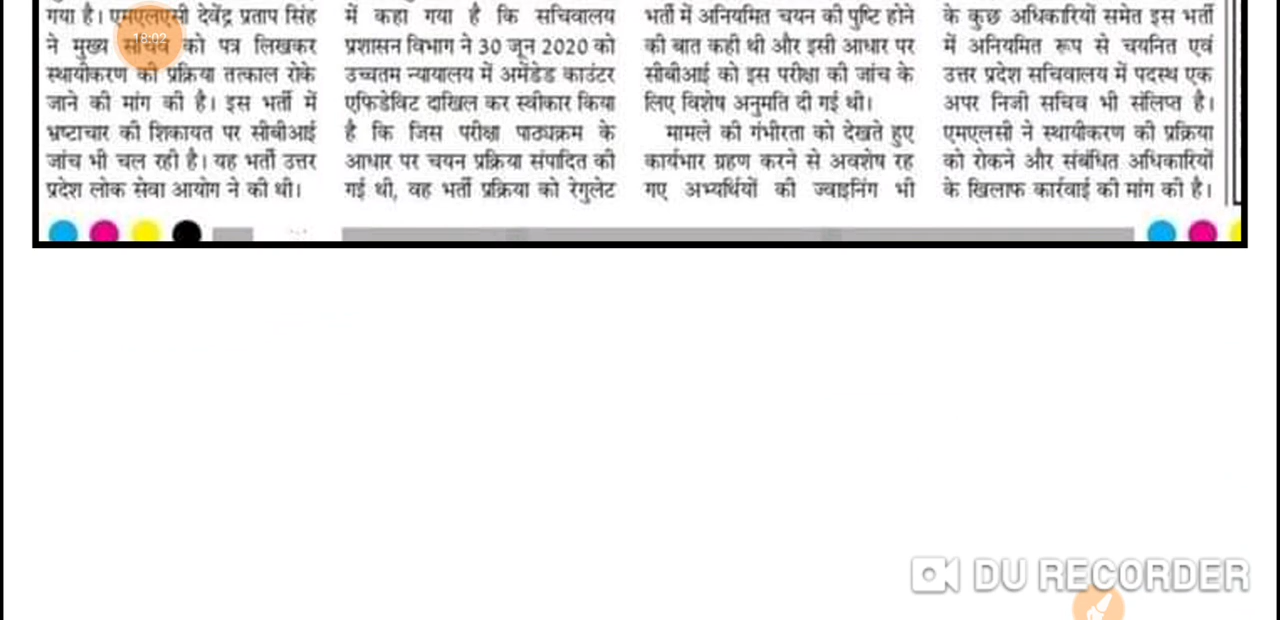 गया है। एमएलएसी देवेंद्र प्रताप सिंह
ने मुख्य सचिव को पत्र लिखकर
स्थायीकरण की प्रक्रिया तत्काल रोके
जाने की मांग की है। इस भर्ती में
भ्रष्टाचार की शिकायत पर सीबीआई
जांच भी चल रही है। यह भर्ती उत्तर
प्रदेश लोक सेवा आयोग ने की थी।
में कहा गया है कि सचिवालय
प्रशासन विभाग ने 30 जून 2020 को
उच्चतम न्यायालय में अमेंडेड काउंटर
एफिडेविट दाखिल कर स्वीकार किया
है कि जिस परीक्षा पाठ्यक्रम के
आधार पर चयन प्रक्रिया संपादित की
गई थी, वह भर्ती प्रक्रिया को रेगुलेट
भर्ती में अनियमित चयन की पुष्टि होने
की बात कही थी और इसी आधार पर
सीबीआई को इस परीक्षा की जांच के
लिए विशेष अनुमति दी गई थी।
मामले की गंभीरता को देखते हुए
कार्यभार ग्रहण करने से अवशेष रह
गए अभ्यर्थियों की ज्वाइनिंग भी
के कुछ अधिकारियों समेत इस भर्ती
में अनियमित रूप से चयनित एवं
उत्तर प्रदेश सचिवालय में पदस्थ एक
अपर निजी सचिव भी संलिप्त है।
एमएलसी ने स्थायीकरण की प्रक्रिया
को रोकने और संबंधित अधिकारियों
के खिलाफ कार्रवाई की मांग की है।
18:02
DU RECORDER